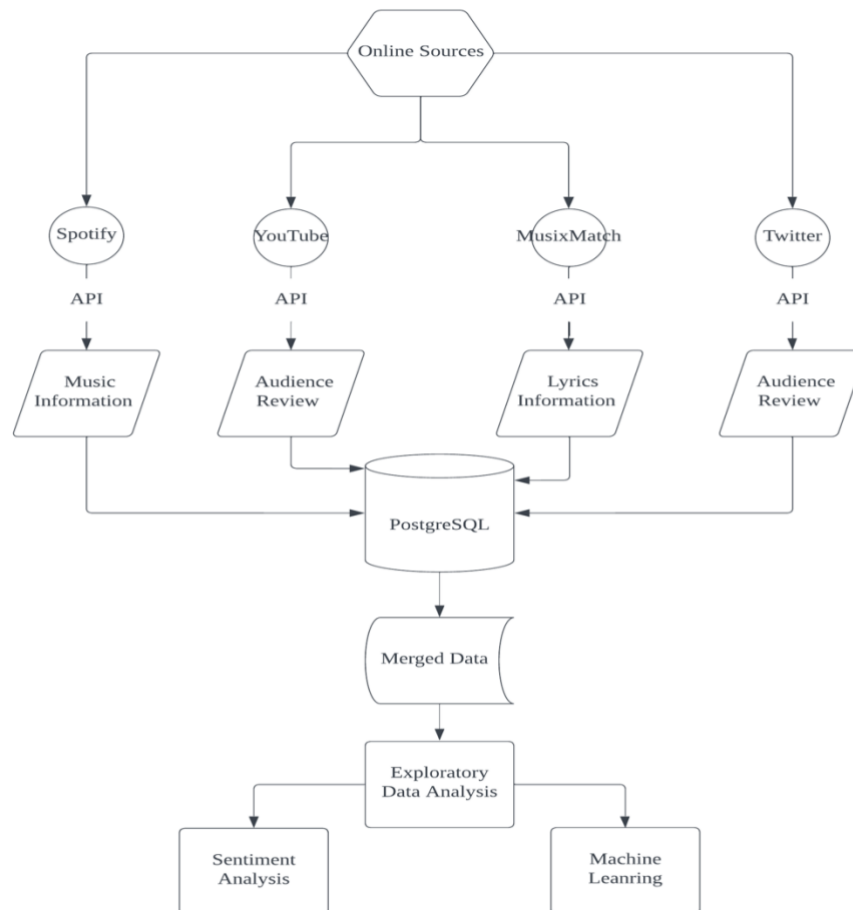 Online Sources
Spotify
YouTube
MusixMatch
Twitter
API
API
API
API
Music
Information
Audience
Review
Lyrics
Information
Audience
Review
PostgreSQL
Merged Data
Exploratory
Data Analysis
Sentiment
Analysis
Machine
Leanring